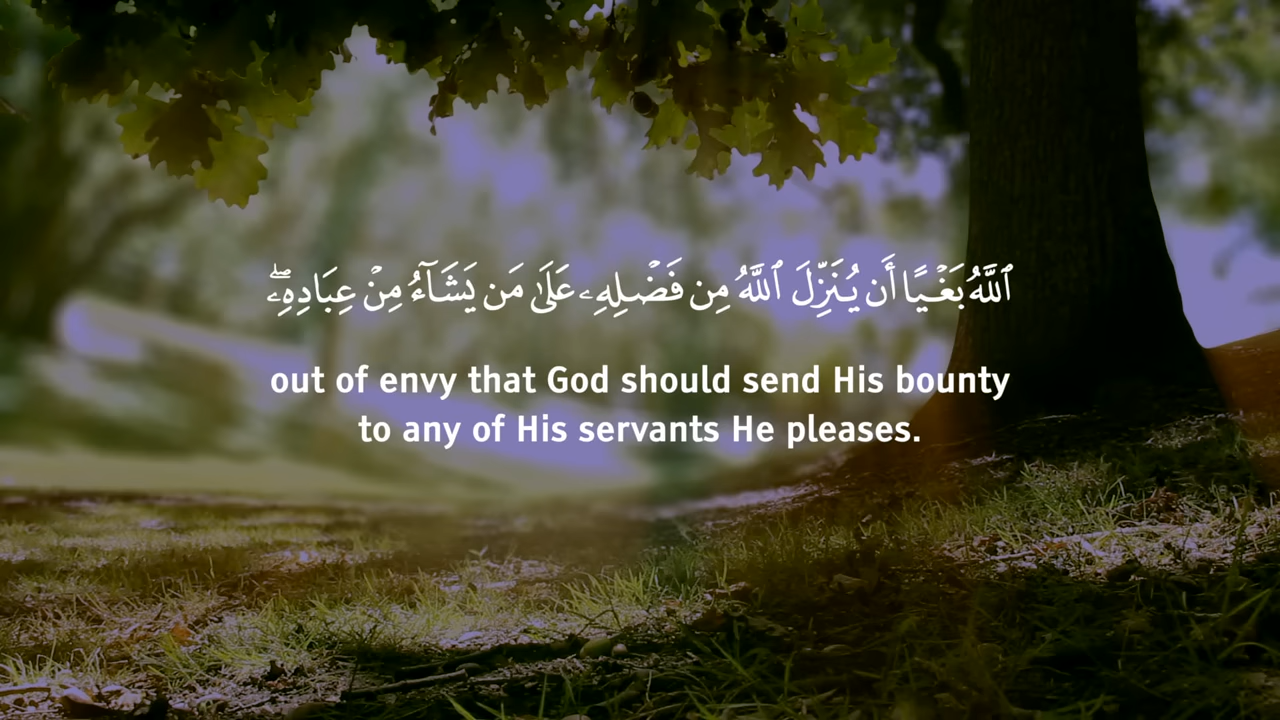 ٱللَّهُ بَغْيًا أَن يُنَزِّلَ ٱللَّهُ مِن فَضْلِهِۦ عَلَىٰ مَن يَشَآءُ مِنْ عِبَادِهِۦ ۖ
out of envy that God should send His bounty
to any of His servants He pleases.